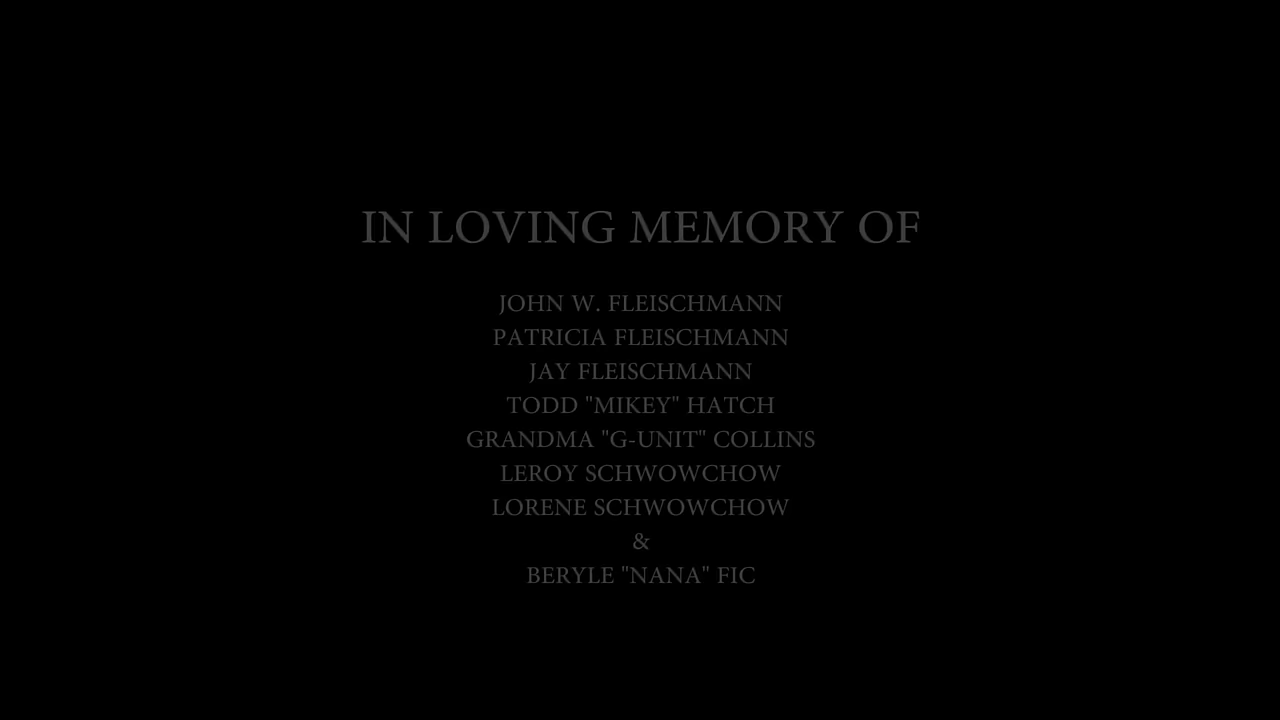 IN LOVING MEMORY OF
JOHN W. FLEISCHMANN
PATRICIA FLEISCHMANN
JAY FLEISCHMANN
TODD "MIKEY" HATCH
GRANDMA "G-UNIT" COLLINS
LEROY SCHWOWCHOW
LORENE SCHWOWCHOW
&
BERYLE "NANA" FIC